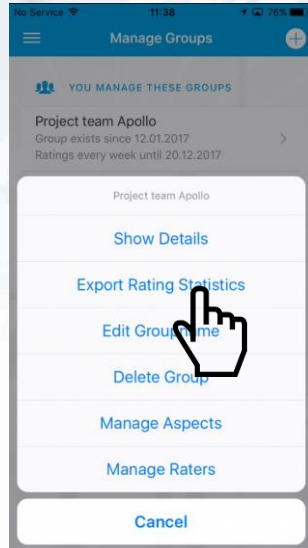 No Service 11:38 76%
Manage Groups
YOU MANAGE THESE GROUPS
Project team Apollo
Group exists since 12.01.2017
Ratings every week until 20.12.2017
Project team Apollo
Show Details
Export Rating Statistics
Edit Groupname
Delete Group
Manage Aspects
Manage Raters
Cancel